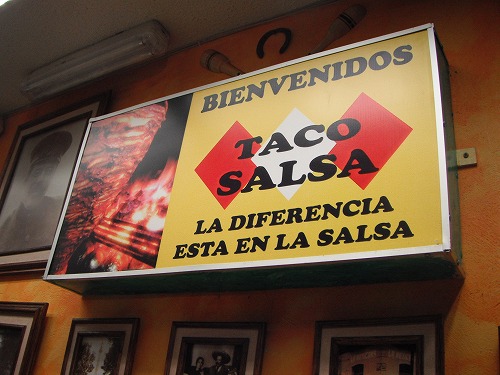 BIENVENIDOS
TACO
SALSA
LA DIFERENCIA
ESTA EN LA SALSA